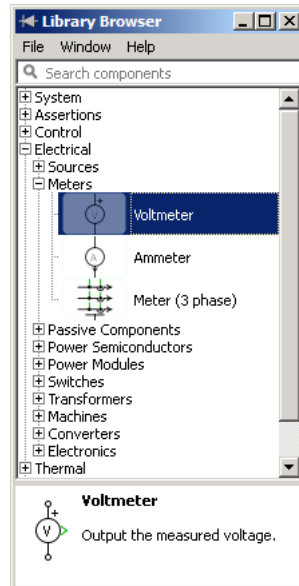 Library Browser
File Window Help
Search components
System
Assertions
Control
Electrical
Sources
Meters
V
Voltmeter
A
Ammeter
Meter (3 phase)
Passive Components
Power Semiconductors
Power Modules
Switches
Transformers
Machines
Converters
Electronics
Thermal
Voltmeter
V
Output the measured voltage.